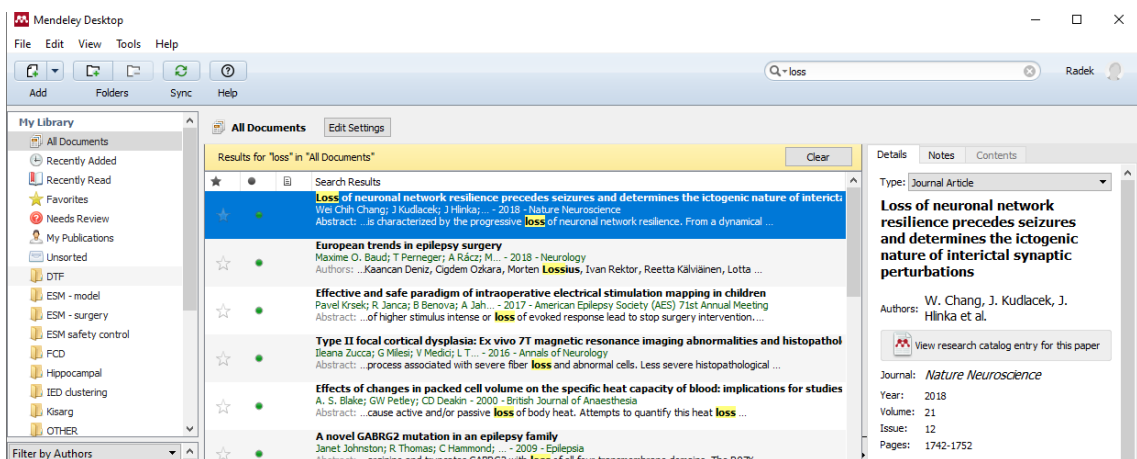 Mendeley Desktop
File Edit View Tools Help
loss
Radek
Add Folders Sync Help
My Library
All Documents
Recently Added
Recently Read
Favorites
Needs Review
My Publications
Unsorted
DTF
ESM - model
ESM - surgery
ESM safety control
FCD
Hippocampal
IED clustering
Kisarg
OTHER
Filter by Authors
All Documents Edit Settings
Results for "loss" in "All Documents" Clear
Search Results
Loss of neuronal network resilience precedes seizures and determines the ictogenic nature of interict
Wei Chih Chang; J Kudlacek; J Hlinka;... - 2018 - Nature Neuroscience
Abstract: ...is characterized by the progressive loss of neuronal network resilience. From a dynamical ...
European trends in epilepsy surgery
Maxime O. Baud; T Perneger; A Rácz; M... - 2018 - Neurology
Authors: ...Kaancan Deniz, Cigdem Ozkara, Morten Lossius, Ivan Rektor, Reetta Kälviäinen, Lotta ...
Effective and safe paradigm of intraoperative electrical stimulation mapping in children
Pavel Krsek; R Janca; B Benova; A Jah... - 2017 - American Epilepsy Society (AES) 71st Annual Meeting
Abstract: ...of higher stimulus intense or loss of evoked response lead to stop surgery intervention....
Type II focal cortical dysplasia: Ex vivo 7T magnetic resonance imaging abnormalities and histopathol
Ileana Zucca; G Milesi; V Medici; L T... - 2016 - Annals of Neurology
Abstract: ...process associated with severe fiber loss and abnormal cells. Less severe histopathological ...
Effects of changes in packed cell volume on the specific heat capacity of blood: implications for studies
A. S. Blake; GW Petley; CD Deakin - 2000 - British Journal of Anaesthesia
Abstract: ...cause active and/or passive loss of body heat. Attempts to quantify this heat loss ...
A novel GABRG2 mutation in an epilepsy family
Janet Johnston; R Thomas; C Hammond; ... - 2009 - Epilepsia
Details Notes Contents
Type: Journal Article
Loss of neuronal network
resilience precedes seizures
and determines the ictogenic
nature of interictal synaptic
perturbations
Authors: W. Chang, J. Kudlacek, J.
Hlinka et al.
View research catalog entry for this paper
Journal: Nature Neuroscience
Year: 2018
Volume: 21
Issue: 12
Pages: 1742-1752